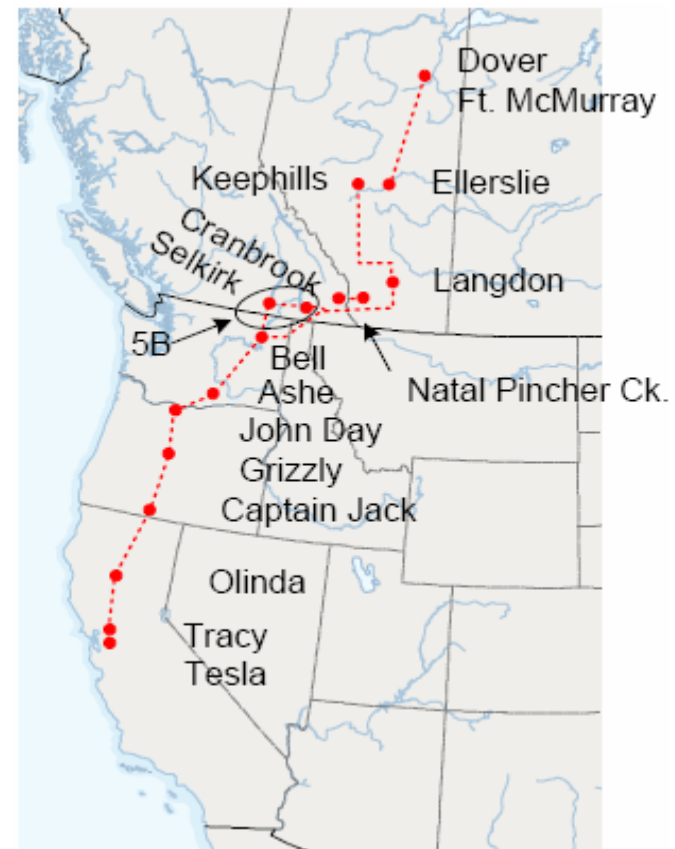 Dover
Ft. McMurray
Keephills
Ellerslie
Cranbrook
Selkirk
Langdon
5B
Bell
Natal Pincher Ck.
Ashe
John Day
Grizzly
Captain Jack
Olinda
Tracy
Tesla